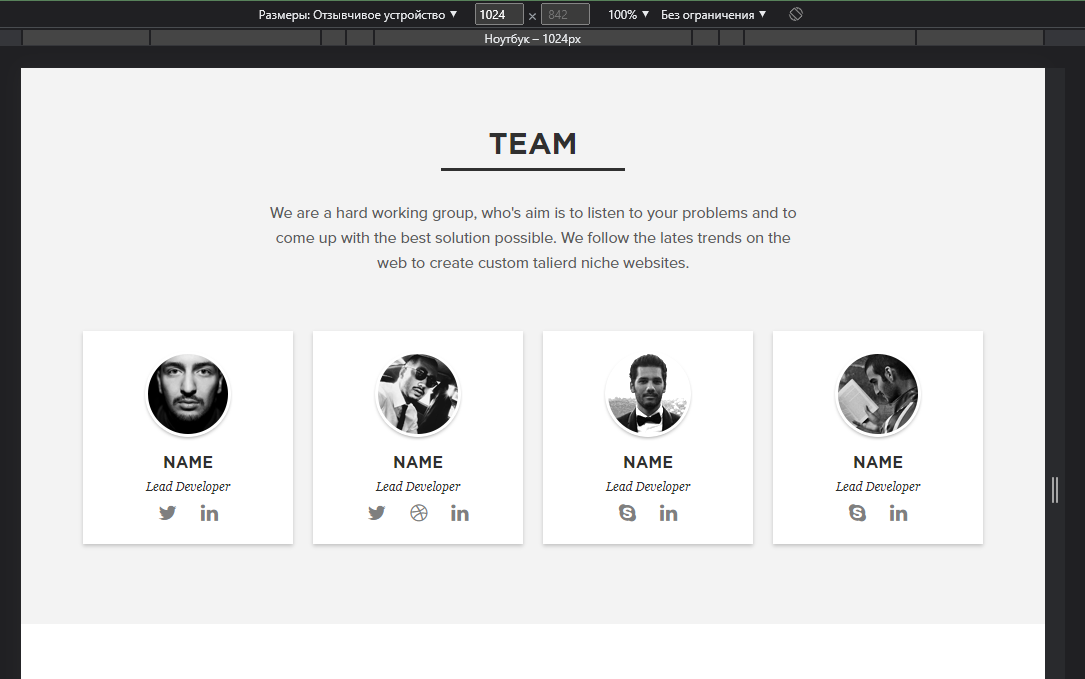 Размеры: Отзывчивое устройство ▼ 1024 × 842 100% ▼ Без ограничения ▼
Ноутбук – 1024px
TEAM
We are a hard working group, who's aim is to listen to your problems and to
come up with the best solution possible. We follow the lates trends on the
web to create custom talierd niche websites.
NAME
Lead Developer
NAME
Lead Developer
NAME
Lead Developer
NAME
Lead Developer